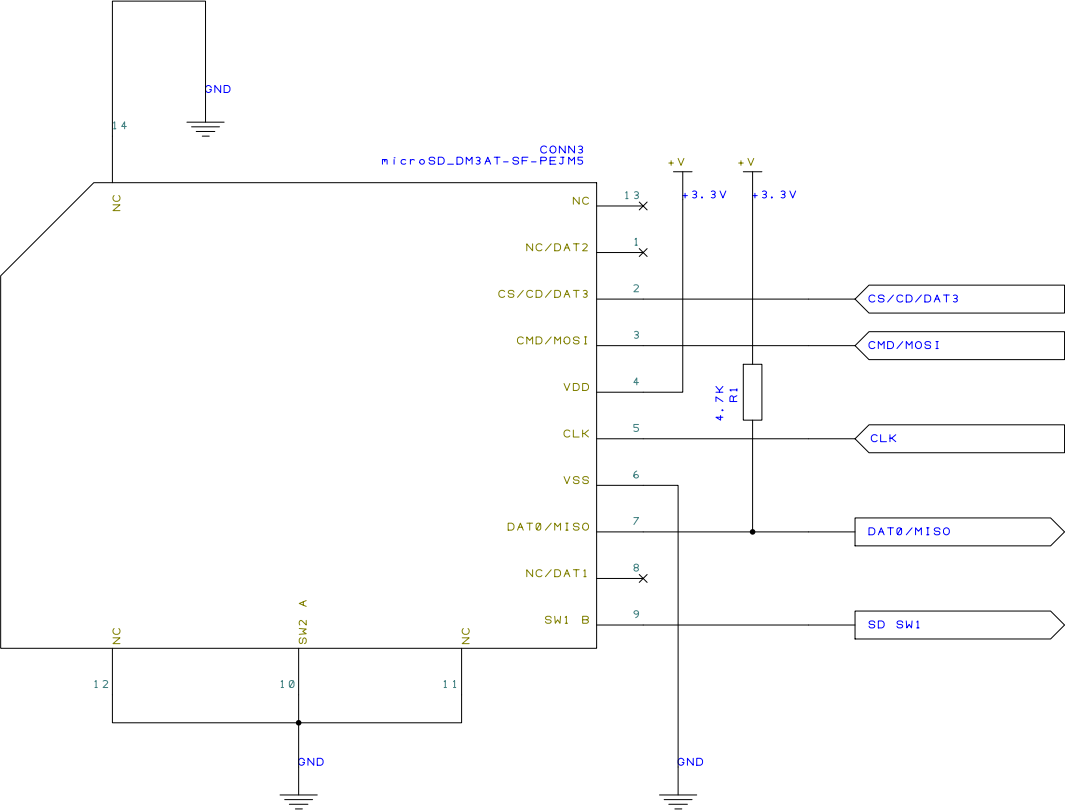 GND
14
CONN3
microSD_DM3AT-SF-PEJM5
+V
+V
+3.3V
+3.3V
NC
NC
13
NC/DAT2
1
CS/CD/DAT3
2
CS/CD/DAT3
CMD/MOSI
3
CMD/MOSI
VDD
4
4.7K
R1
CLK
5
CLK
VSS
6
DAT0/MISO
7
DAT0/MISO
NC/DAT1
8
SW1 B
9
SD SW1
NC
SW2 A
NC
12
10
11
GND
GND